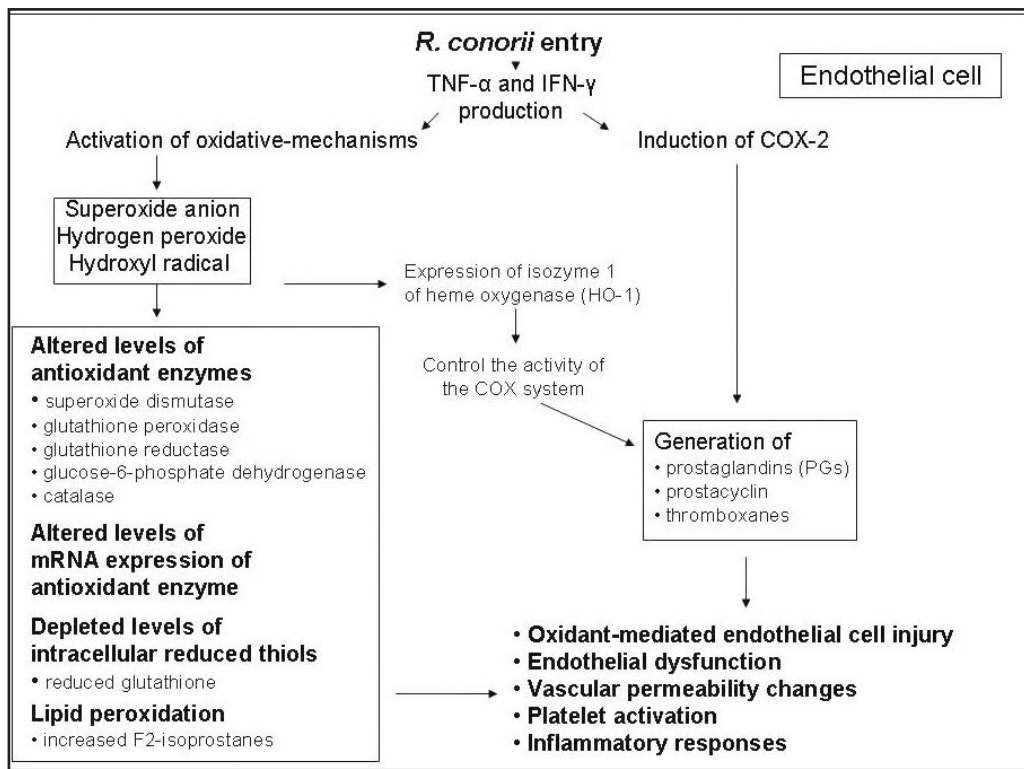 R. conorii entry
TNF-α and IFN-γ
production
Endothelial cell
Activation of oxidative-mechanisms
Induction of COX-2
Superoxide anion
Hydrogen peroxide
Hydroxyl radical
Expression of isozyme 1
of heme oxygenase (HO-1)
Control the activity of
the COX system
Altered levels of
antioxidant enzymes
• superoxide dismutase
• glutathione peroxidase
• glutathione reductase
• glucose-6-phosphate dehydrogenase
• catalase
Altered levels of
mRNA expression of
antioxidant enzyme
Depleted levels of
intracellular reduced thiols
• reduced glutathione
Lipid peroxidation
• increased F2-isoprostanes
Generation of
• prostaglandins (PGs)
• prostacyclin
• thromboxanes
• Oxidant-mediated endothelial cell injury
• Endothelial dysfunction
• Vascular permeability changes
• Platelet activation
• Inflammatory responses